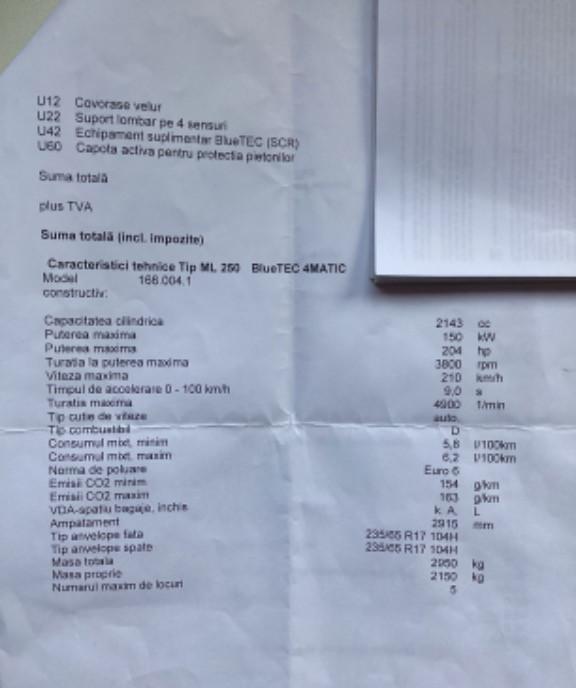 U12 Covorase velur
U22 Suport lombar pe 4 sensuri
U42 Echipament suplimentar BlueTEC (SCR)
U60 Capota activa pentru protectia pietonilor
Suma totală
plus TVA
Suma totală (incl. impozite)
Caracteristici tehnice Tip ML 250 BlueTEC 4MATIC
Model 166.004.1
constructiv:
Capacitatea cilindrica 2143 cc
Puterea maxima 150 kW
Puterea maxima 204 hp
Turatia la puterea maxima 3800 rpm
Viteza maxima 210 km/h
Timpul de accelerare 0 - 100 km/h 9,0 s
Turatia maxima 4900 1/min
Tip cutie de viteze auto.
Tip combustibil D
Consumul mixt, minim 5,8 l/100km
Consumul mixt, maxim 6,2 l/100km
Norma de poluare Euro 6
Emisii CO2 minim 154 g/km
Emisii CO2 maxim 163 g/km
VDA-spatiu bagaje, inchis k. A. L
Ampatament 2915 mm
Tip anvelope fata 235/65 R17 104H
Tip anvelope spate 235/65 R17 104H
Masa totala 2950 kg
Masa proprie 2150 kg
Numarul maxim de locuri 5